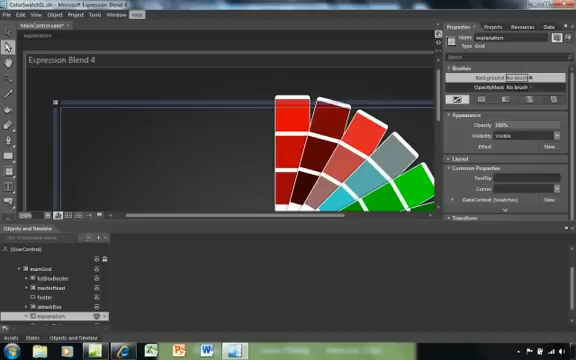 ColorSwatchSL.sln - Microsoft Expression Blend 4
File Edit View Object Project Tools Window Help
MainControl.xaml*
explanation
Expression Blend 4
150%
Properties Projects Resources Data
Name explanation
Type Grid
Search
Brushes
Background No brush
OpacityMask No brush
Appearance
Opacity 100%
Visibility Visible
Effect New
Layout
Common Properties
ToolTip
Cursor
DataContext (Swatches) New
Transform
Objects and Timeline
[UserControl]
mainGrid
listBoxBorder
mastHead
footer
detailsBox
explanation
Assets States Objects and Timeline